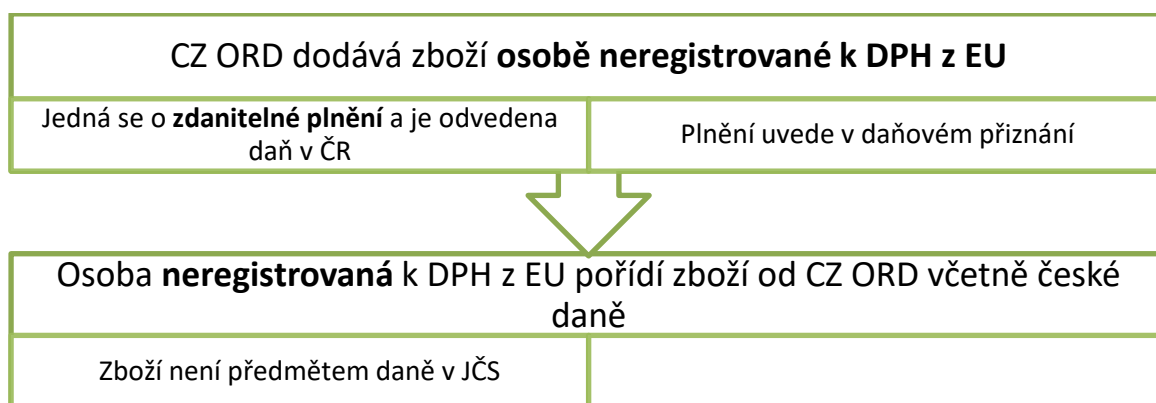 CZ ORD dodává zboží osobě neregistrované k DPH z EU
Jedná se o zdanitelné plnění a je odvedena
daň v ČR
Plnění uvede v daňovém přiznání
Osoba neregistrovaná k DPH z EU pořídí zboží od CZ ORD včetně české
daně
Zboží není předmětem daně v JČS